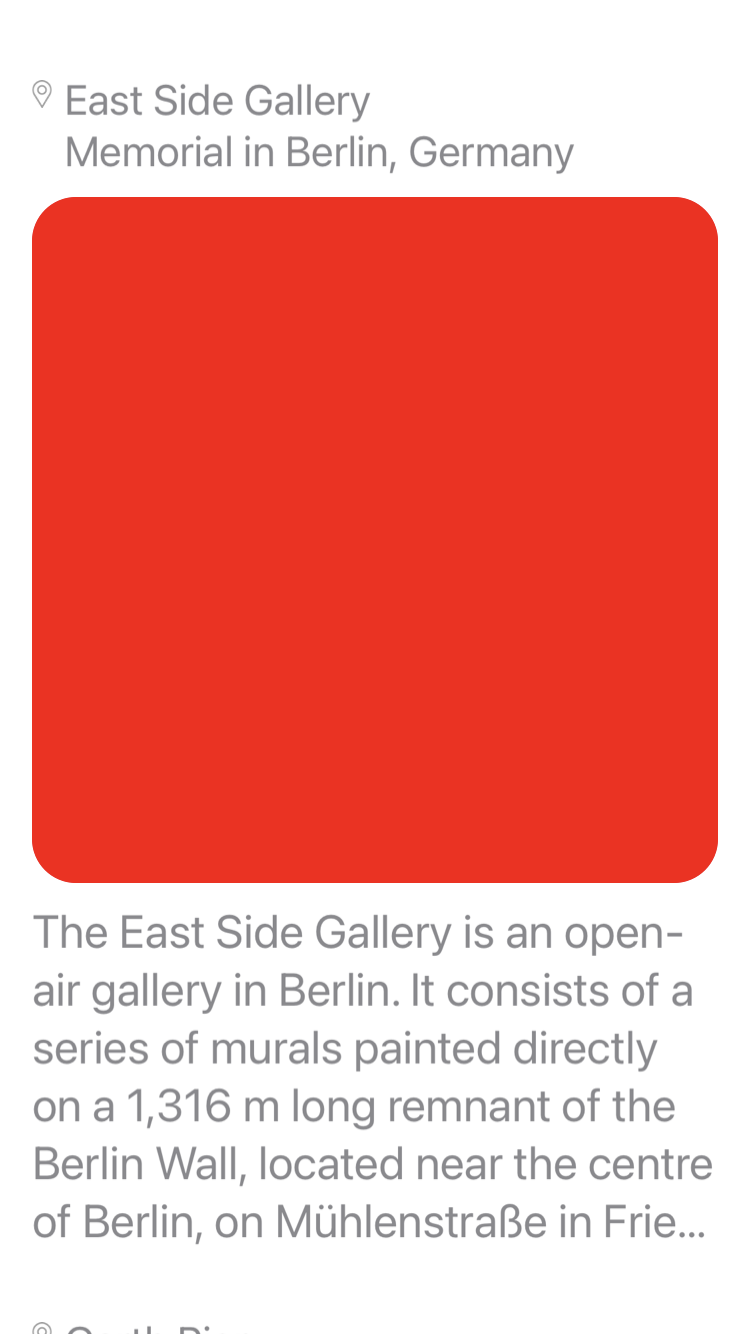 East Side Gallery
Memorial in Berlin, Germany
The East Side Gallery is an open-
air gallery in Berlin. It consists of a
series of murals painted directly
on a 1,316 m long remnant of the
Berlin Wall, located near the centre
of Berlin, on Mühlenstraße in Frie...